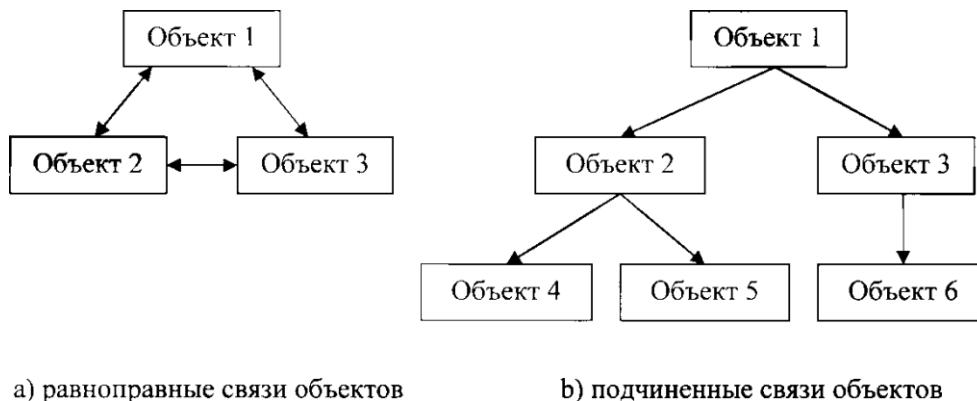 Объект 1
Объект 2
Объект 3
а) равноправные связи объектов
Объект 1
Объект 2
Объект 3
Объект 4
Объект 5
Объект 6
b) подчиненные связи объектов